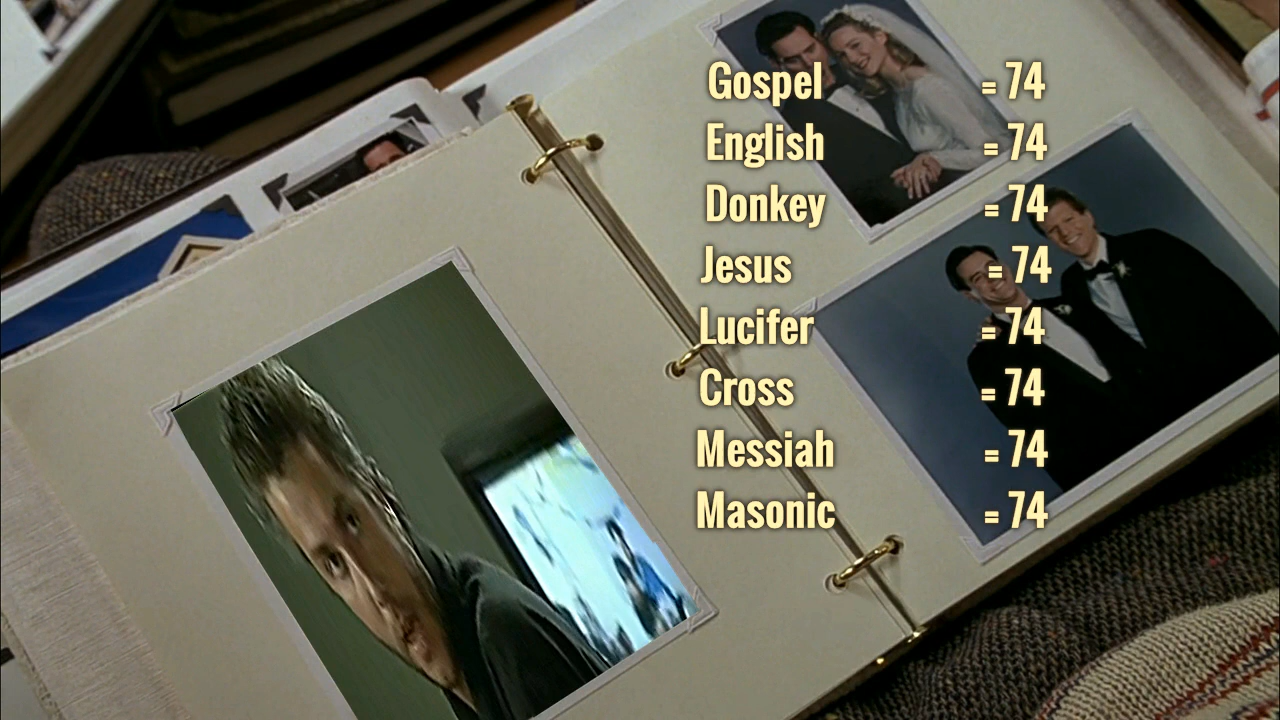 Gospel = 74
English = 74
Donkey = 74
Jesus = 74
Lucifer = 74
Cross = 74
Messiah = 74
Masonic = 74